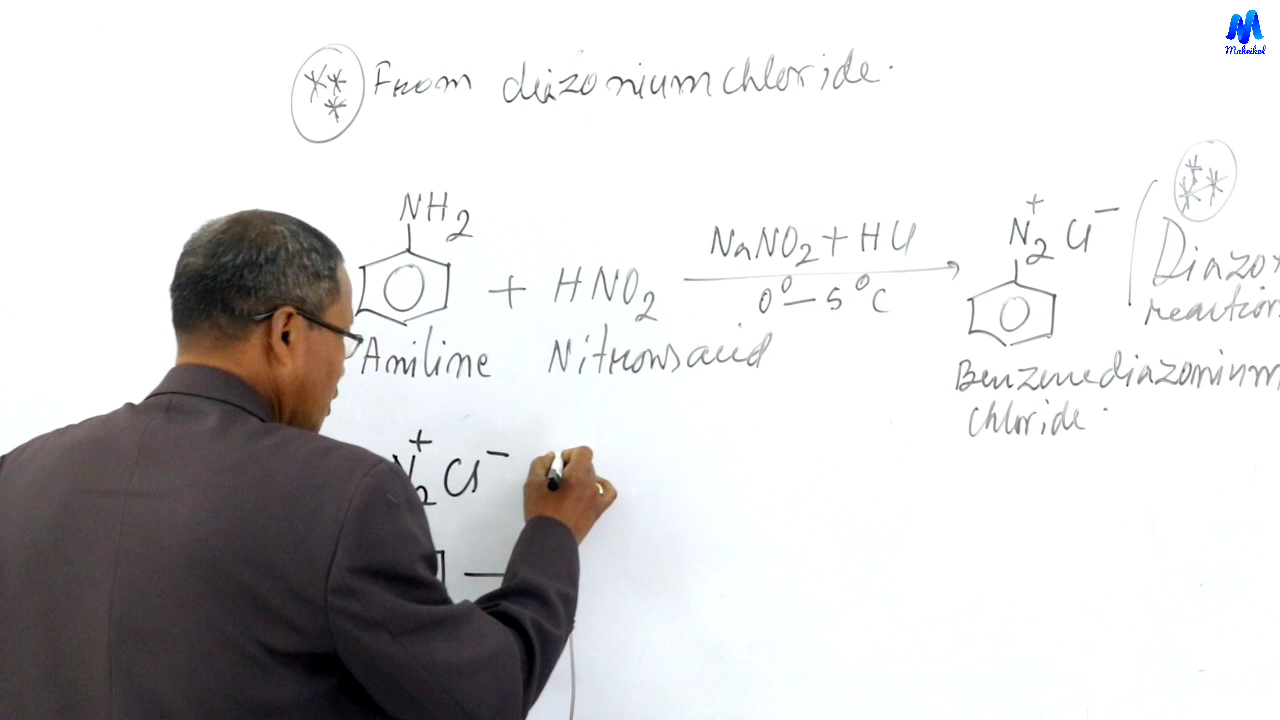 Makeikol
*** From diazonium chloride.
NH2
+ HNO2
NaNO2 + HCl
0° – 5°C
N2+ Cl–
***
reaction
Aniline
Nitrous acid
Benzenediazonium
chloride.
N2+ Cl–